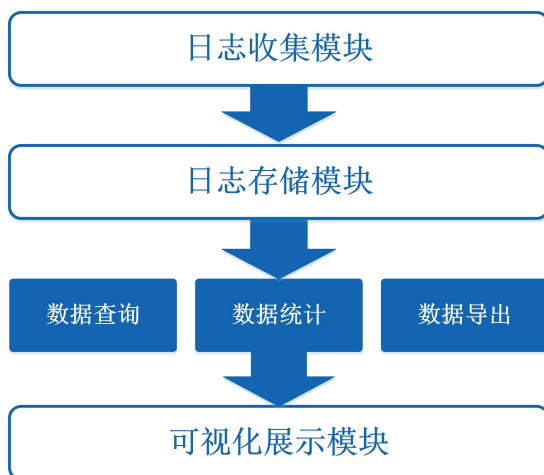 日志收集模块
日志存储模块
数据查询 数据统计 数据导出
可视化展示模块